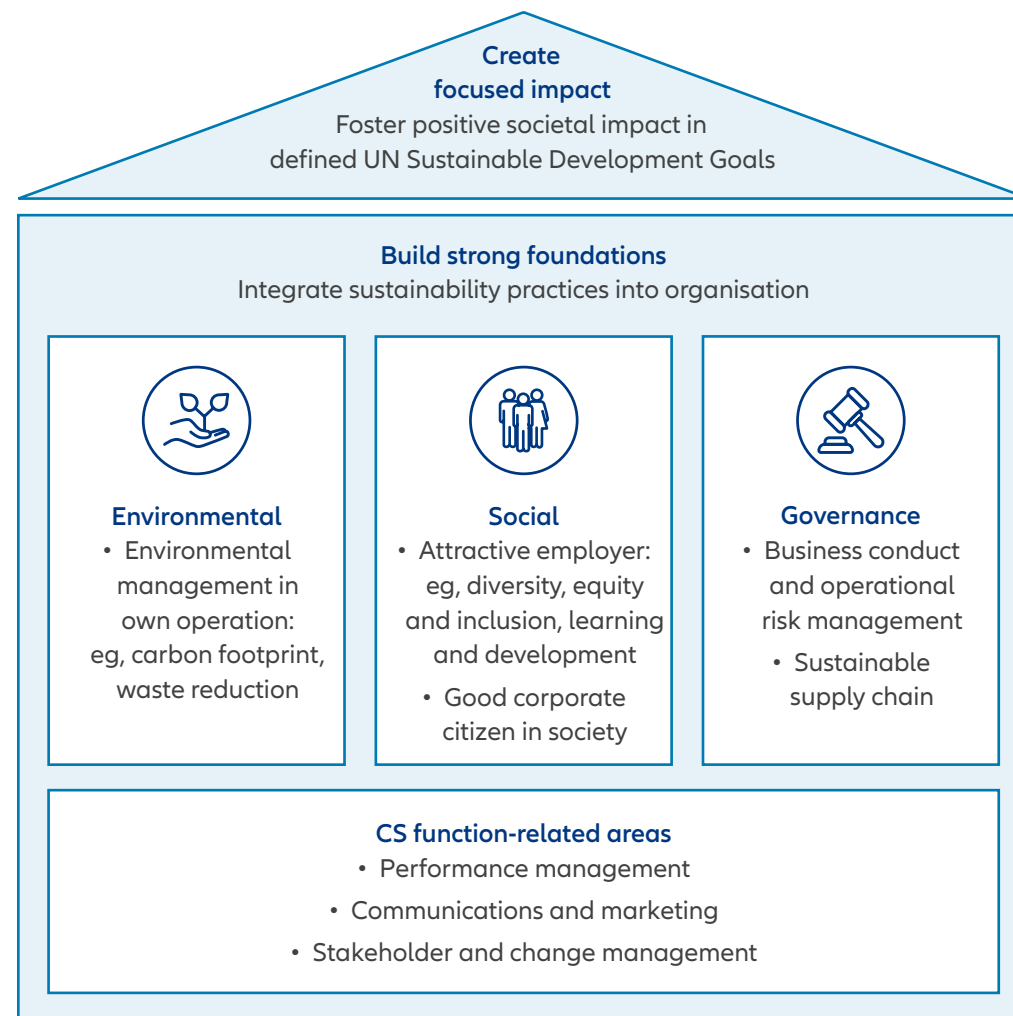 Create
focused impact
Foster positive societal impact in
defined UN Sustainable Development Goals
Build strong foundations
Integrate sustainability practices into organisation
Environmental
• Environmental
management in
own operation:
eg, carbon footprint,
waste reduction
Social
• Attractive employer:
eg, diversity, equity
and inclusion, learning
and development
• Good corporate
citizen in society
Governance
• Business conduct
and operational
risk management
• Sustainable
supply chain
CS function-related areas
• Performance management
• Communications and marketing
• Stakeholder and change management